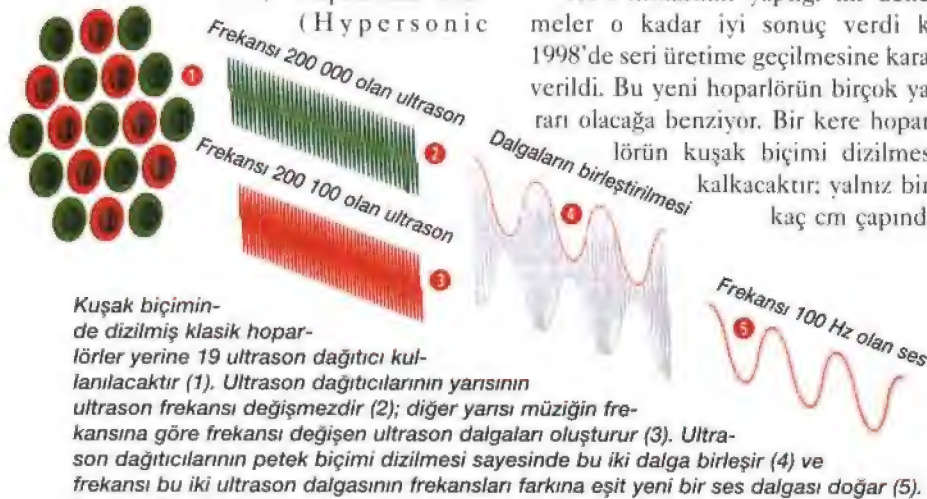 (Hypersonic
meler o kadar iyi sonuç verdi k
1998'de seri üretime geçilmesine kara
verildi. Bu yeni hoparlörün birçok ya
rarı olacağa benziyor. Bir kere hopar
lörün kuşak biçimi dizilmes
kalkacaktır; yalnız bir
kaç cm çapınd
1
Frekansı 200 000 olan ultrason
2
Frekansı 200 100 olan ultrason
3
Dalgaların birleştirilmesi
4
Frekansı 100 Hz olan ses
5
Kuşak biçimin-
de dizilmiş klasik hopar-
lörler yerine 19 ultrason dağıtıcı kul-
lanılacaktır (1). Ultrason dağıtıcılarının yarısının
ultrason frekansı değişmezdir (2); diğer yarısı müziğin fre-
kansına göre frekansı değişen ultrason dalgaları oluşturur (3). Ultra-
son dağıtıcılarının petek biçimi dizilmesi sayesinde bu iki dalga birleşir (4) ve
frekansı bu iki ultrason dalgasının frekansları farkına eşit yeni bir ses dalgası doğar (5).